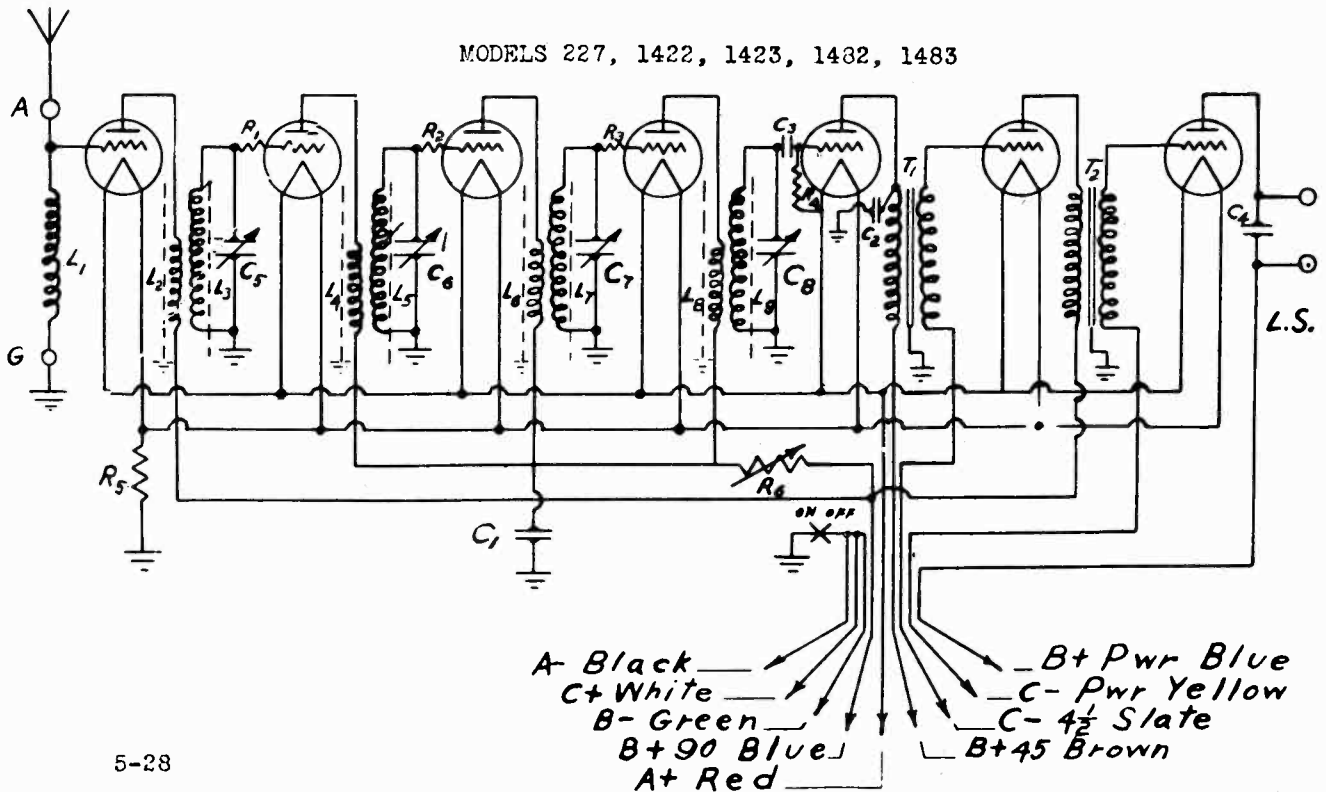 MODELS 227, 1422, 1423, 1482, 1483
A
R1
R2
R3
C3
T1
T2
C2
C4
L1
L2
L3
C5
L4
L5
C6
L6
L7
C7
L8
L9
C8
L.S.
G
R5
R6
ON OFF
C1
A- Black
C+ White
B- Green
B+ 90 Blue
A+ Red
B+ Pwr Blue
C- Pwr Yellow
C- 4½ Slate
B+45 Brown
5-28